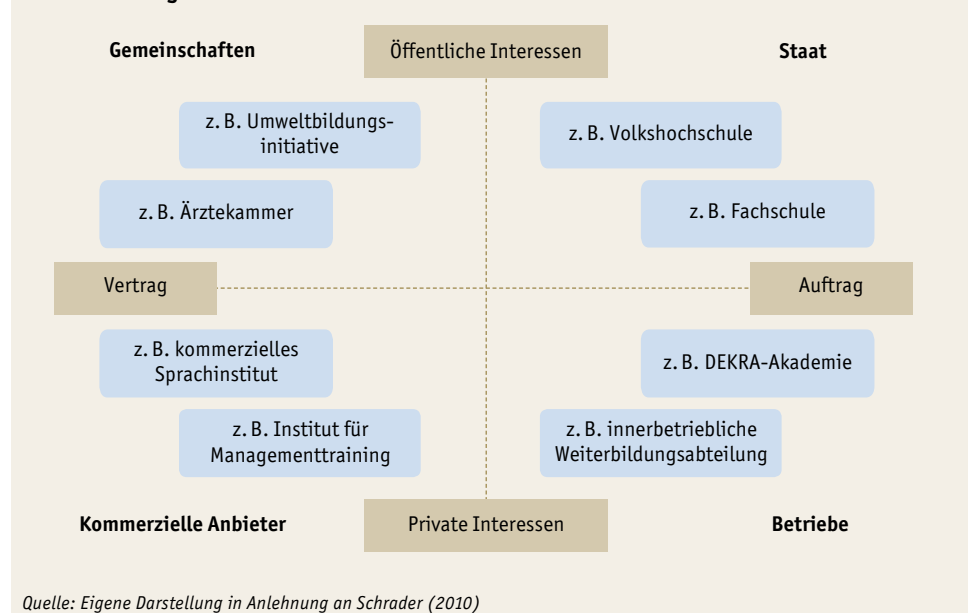 Gemeinschaften
Öffentliche Interessen
Staat
z. B. Umweltbildungs-
initiative
z. B. Volkshochschule
z. B. Ärztekammer
z. B. Fachschule
Vertrag
Auftrag
z. B. kommerzielles
Sprachinstitut
z. B. DEKRA-Akademie
z. B. Institut für
Managementtraining
z. B. innerbetriebliche
Weiterbildungsabteilung
Kommerzielle Anbieter
Private Interessen
Betriebe
Quelle: Eigene Darstellung in Anlehnung an Schrader (2010)